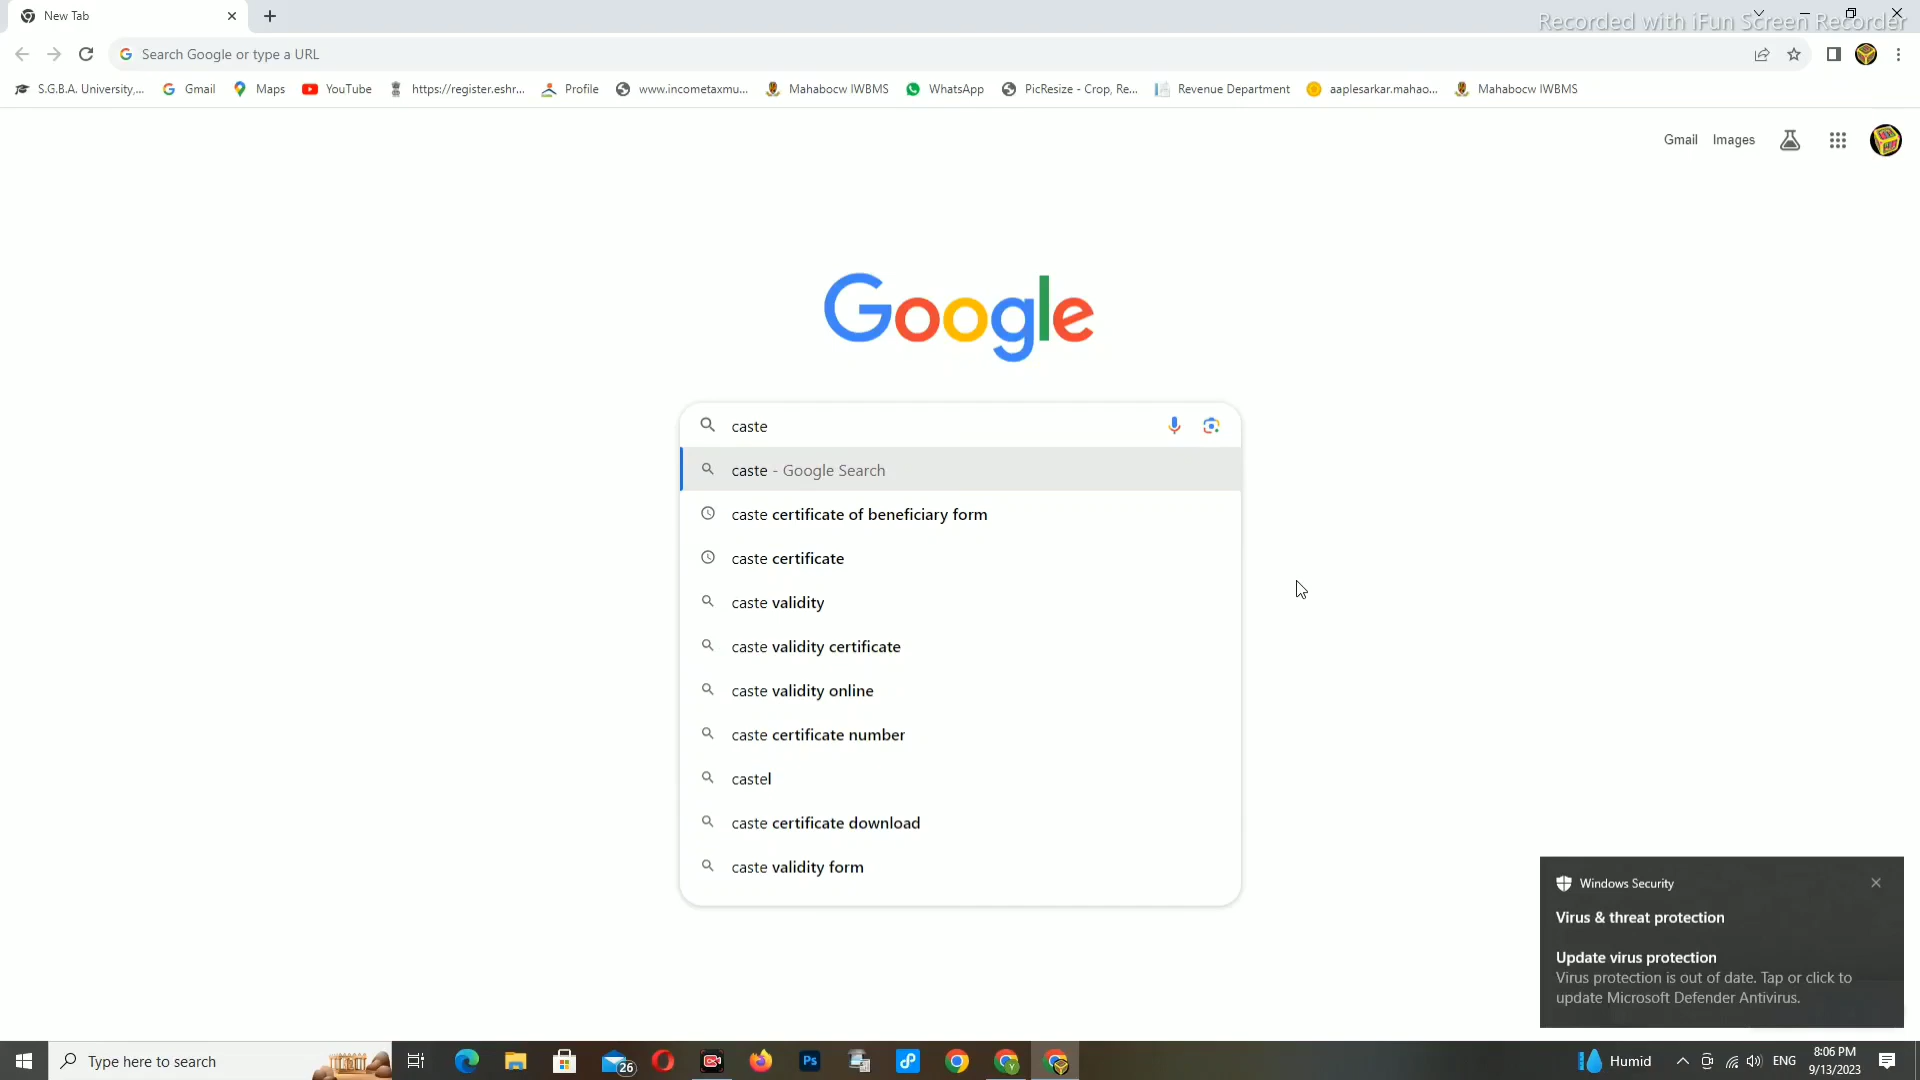 New Tab
Recorded with iFun Screen Recorder
Search Google or type a URL
S.G.B.A. University,...
Gmail
Maps
YouTube
https://register.eshr...
Profile
www.incometaxmu...
Mahabocw IWBMS
WhatsApp
PicResize - Crop, Re...
Revenue Department
aaplesarkar.mahao...
Mahabocw IWBMS
Gmail
Images
Google
caste
caste - Google Search
caste certificate of beneficiary form
caste certificate
caste validity
caste validity certificate
caste validity online
caste certificate number
castel
caste certificate download
caste validity form
Windows Security
Virus & threat protection
Update virus protection
Virus protection is out of date. Tap or click to
update Microsoft Defender Antivirus.
Type here to search
26
Ps
Humid
ENG
8:06 PM
9/13/2023